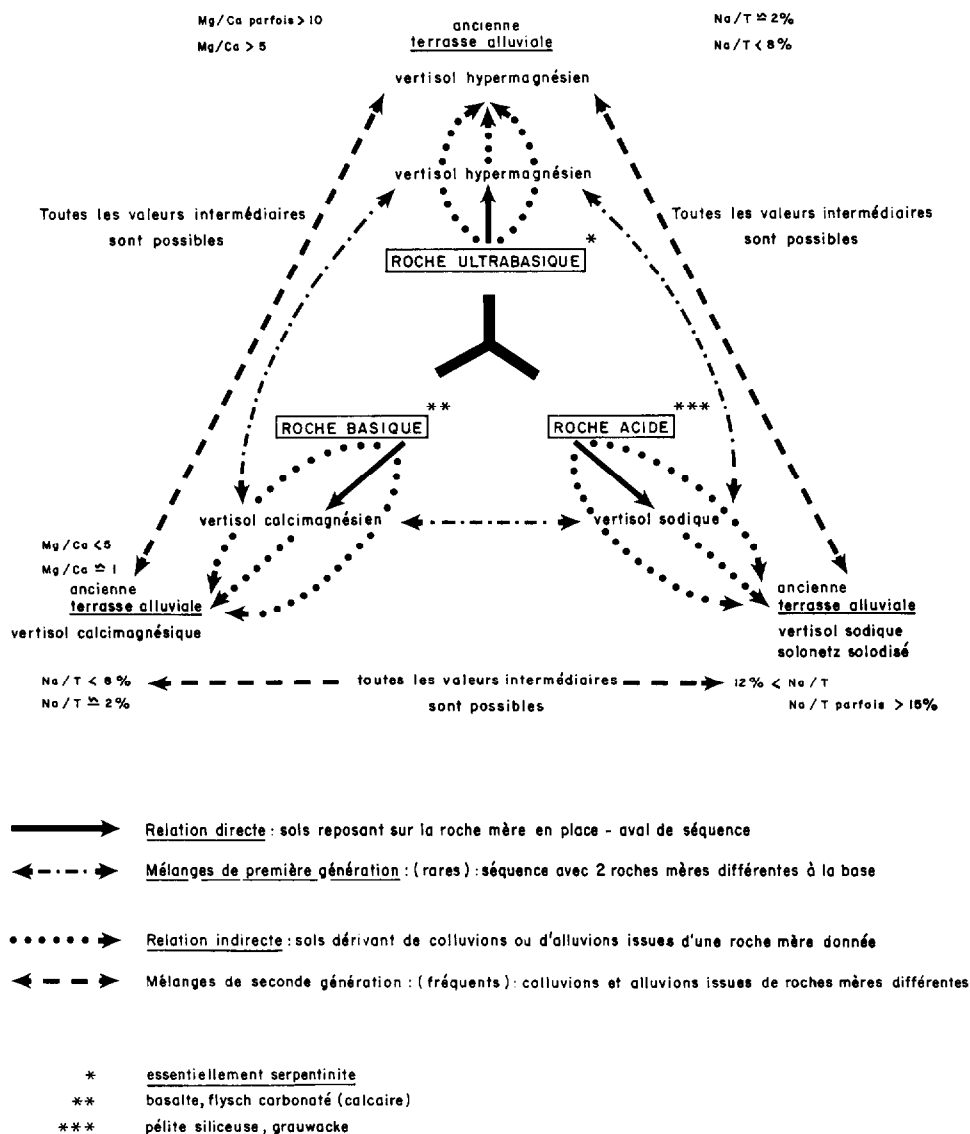 Mg/Ca parfois > 10
Mg/Ca > 5
ancienne
terrasse alluviale
Na/T ≌ 2%
Na/T < 8%
vertisol hypermagnésien
vertisol hypermagnésien
Toutes les valeurs intermédiaires
sont possibles
Toutes les valeurs intermédiaires
sont possibles
ROCHE ULTRABASIQUE *
ROCHE BASIQUE **
ROCHE ACIDE ***
vertisol calcimagnésien
vertisol sodique
Mg/Ca < 5
Mg/Ca ≌ 1
ancienne
terrasse alluviale
vertisol calcimagnésique
ancienne
terrasse alluviale
vertisol sodique
solonetz solodisé
Na/T < 8%
Na/T ≌ 2%
toutes les valeurs intermédiaires
sont possibles
12% < Na/T
Na/T parfois > 15%
Relation directe : sols reposant sur la roche mère en place - aval de séquence
Mélanges de première génération : (rares) : séquence avec 2 roches mères différentes à la base
Relation indirecte : sols dérivant de colluvions ou d'alluvions issues d'une roche mère donnée
Mélanges de seconde génération : (fréquents) : colluvions et alluvions issues de roches mères différentes
* essentiellement serpentinite
** basalte, flysch carbonaté (calcaire)
*** pélite siliceuse, grauwacke